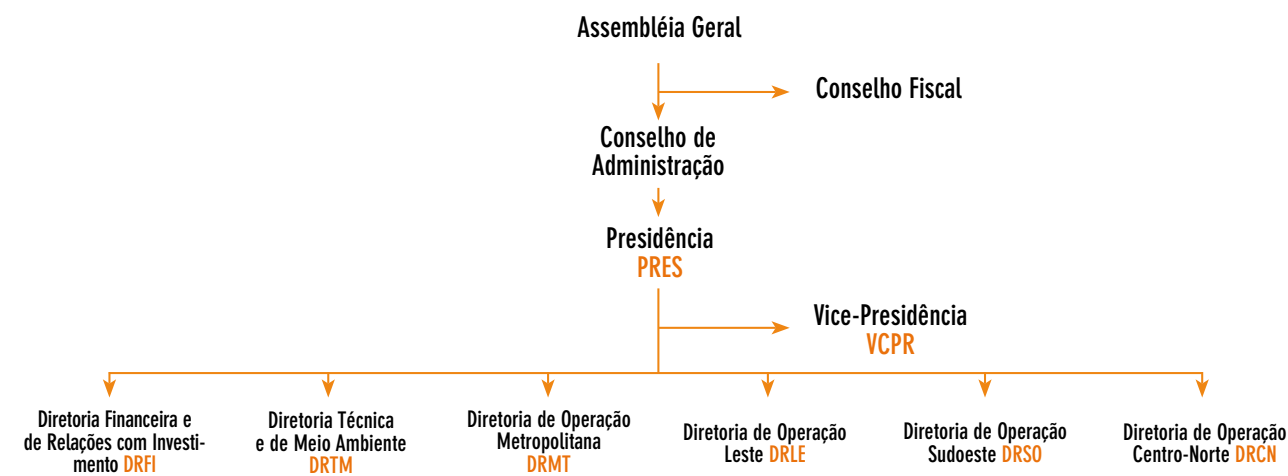 Assembléia Geral
Conselho Fiscal
Conselho de
Administração
Presidência
PRES
Vice-Presidência
VCPR
Diretoria Financeira e
de Relações com Investi-
mento DRFI
Diretoria Técnica
e de Meio Ambiente
DRTM
Diretoria de Operação
Metropolitana
DRMT
Diretoria de Operação
Leste DRLE
Diretoria de Operação
Sudoeste DRSO
Diretoria de Operação
Centro-Norte DRCN